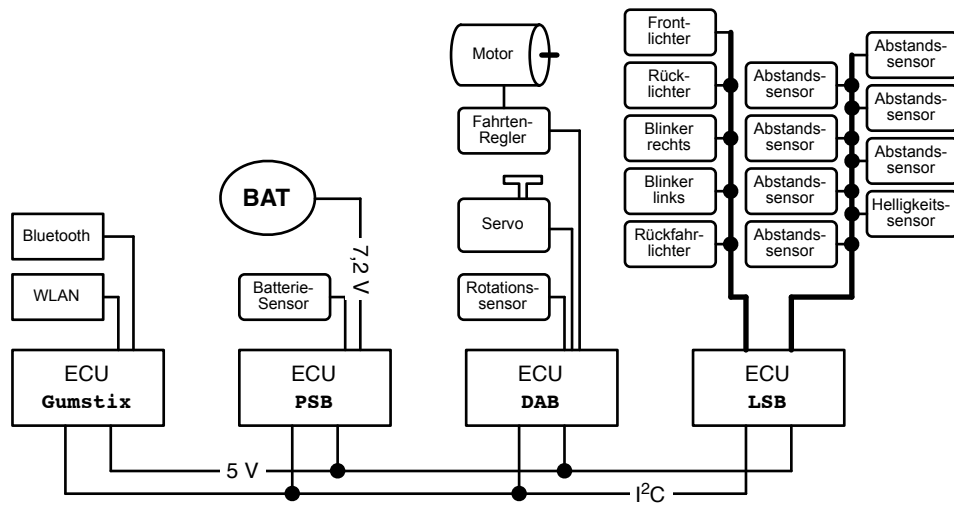 Bluetooth
WLAN
ECU
Gumstix
BAT
7,2 V
Batterie-
Sensor
ECU
PSB
Motor
Fahrten-
Regler
Servo
Rotations-
sensor
ECU
DAB
Front-
lichter
Rück-
lichter
Blinker
rechts
Blinker
links
Rückfahr-
lichter
Abstands-
sensor
Abstands-
sensor
Abstands-
sensor
Abstands-
sensor
Abstands-
sensor
Abstands-
sensor
Abstands-
sensor
Helligkeits-
sensor
ECU
LSB
5 V
I²C